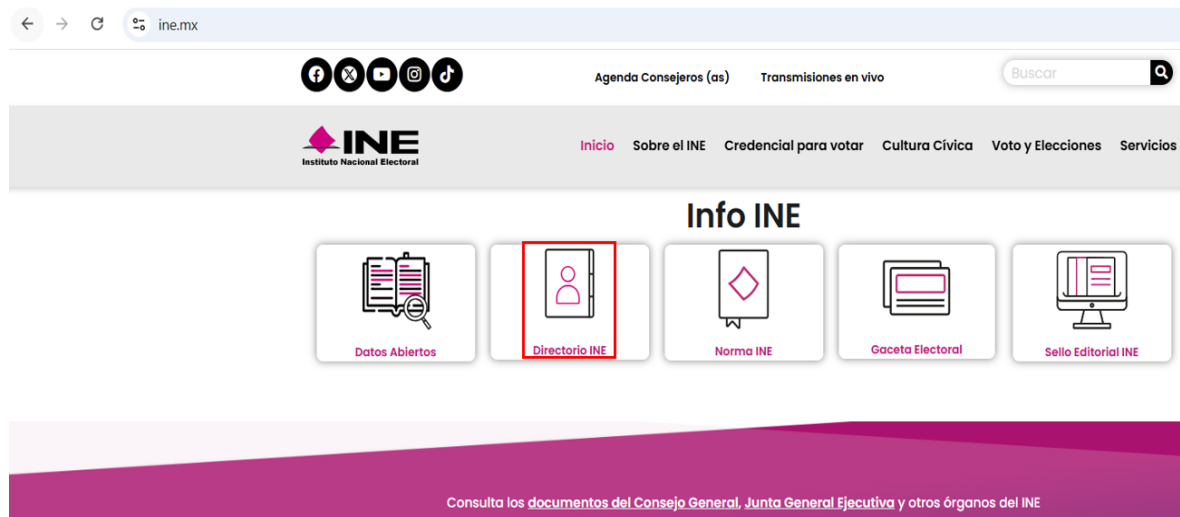 ine.mx
Agenda Consejeros (as) Transmisiones en vivo Buscar
INE
Instituto Nacional Electoral
Inicio Sobre el INE Credencial para votar Cultura Cívica Voto y Elecciones Servicios
Info INE
Datos Abiertos Directorio INE Norma INE Gaceta Electoral Sello Editorial INE
Consulta los documentos del Consejo General, Junta General Ejecutiva y otros órganos del INE